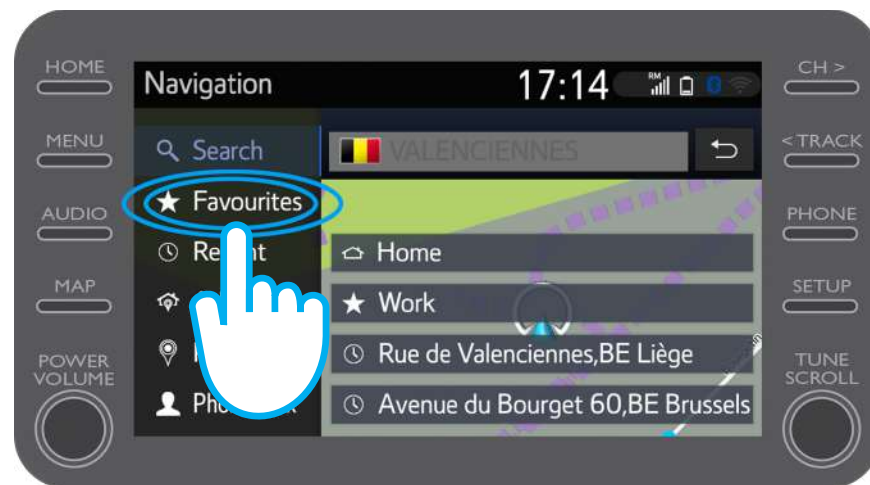 HOME
MENU
AUDIO
MAP
POWER
VOLUME
Navigation
17:14
RM
Search
VALENCIENNES
Favourites
Home
Work
Rue de Valenciennes,BE Liège
Avenue du Bourget 60,BE Brussels
CH >
<TRACK
PHONE
SETUP
TUNE
SCROLL